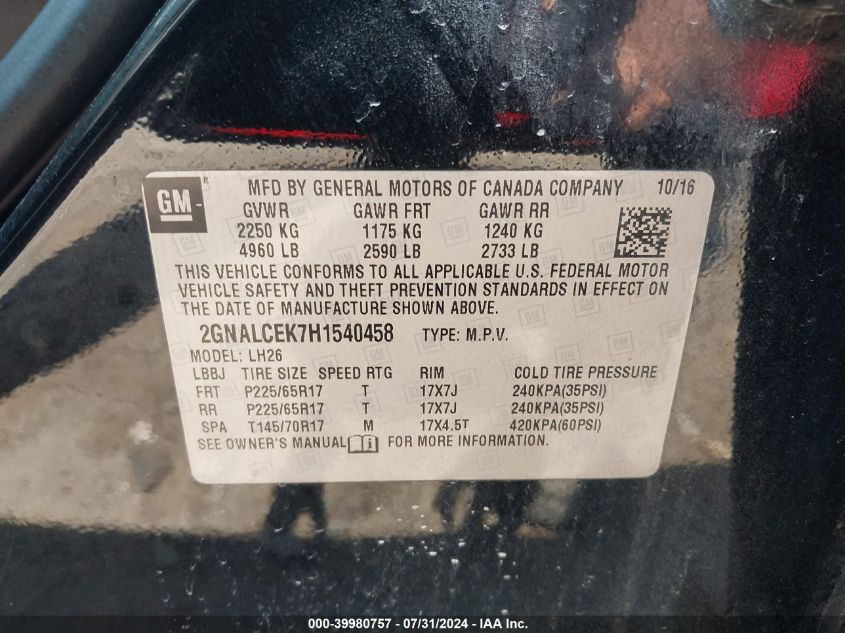 GM
MFD BY GENERAL MOTORS OF CANADA COMPANY 10/16
GVWR GAWR FRT GAWR RR
2250 KG 1175 KG 1240 KG
4960 LB 2590 LB 2733 LB
THIS VEHICLE CONFORMS TO ALL APPLICABLE U.S. FEDERAL MOTOR
VEHICLE SAFETY AND THEFT PREVENTION STANDARDS IN EFFECT ON
THE DATE OF MANUFACTURE SHOWN ABOVE.
2GNALCEK7H1540458 TYPE: M.P.V.
MODEL: LH26
LBBJ TIRE SIZE SPEED RTG RIM COLD TIRE PRESSURE
FRT P225/65R17 T 17X7J 240KPA(35PSI)
RR P225/65R17 T 17X7J 240KPA(35PSI)
SPA T145/70R17 M 17X4.5T 420KPA(60PSI)
SEE OWNER'S MANUAL i FOR MORE INFORMATION.
000-39980757 - 07/31/2024 - WWW.IAAI.COM